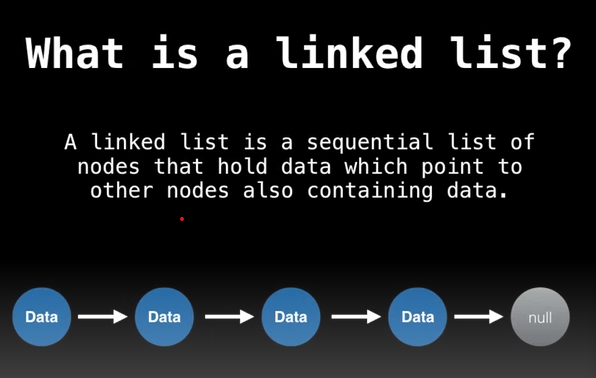 What is a linked list?
A linked list is a sequential list of
nodes that hold data which point to
other nodes also containing data.
Data Data Data Data null